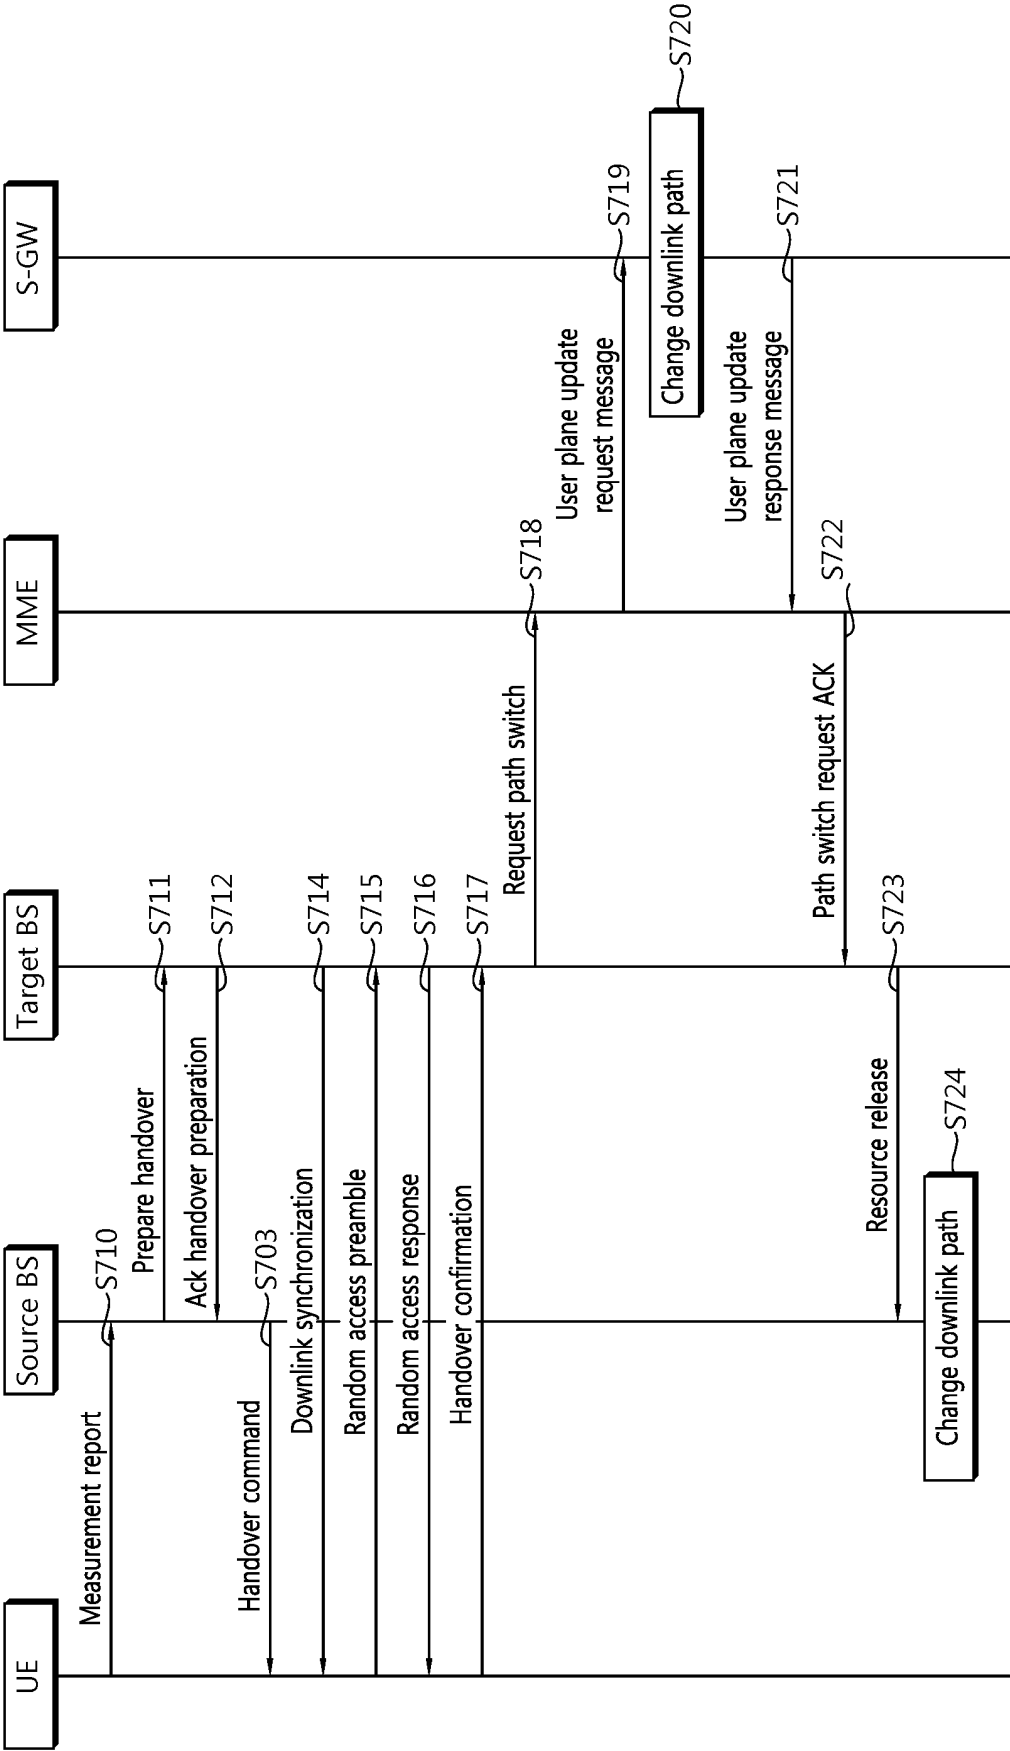 UE
Source BS
Target BS
MME
S-GW
Measurement report
S710
Prepare handover
S711
Ack handover preparation
S712
Handover command
S703
Downlink synchronization
S714
Random access preamble
S715
Random access response
S716
Handover confirmation
S717
Request path switch
S718
User plane update
request message
S719
Change downlink path
S720
User plane update
response message
S721
Path switch request ACK
S722
Resource release
S723
Change downlink path
S724